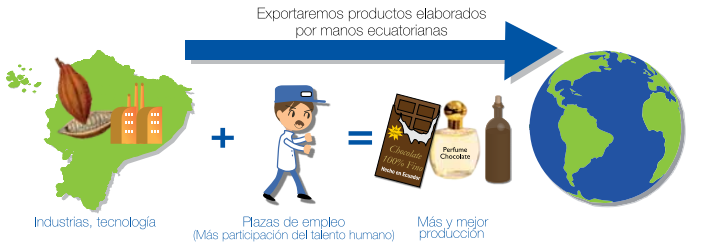 Exportaremos productos elaborados
por manos ecuatorianas
+
=
Chocolate
100% Fino
Hecho en Ecuador
Perfume
Chocolate
Industrias, tecnología
Plazas de empleo
(Más participación del talento humano)
Más y mejor
producción